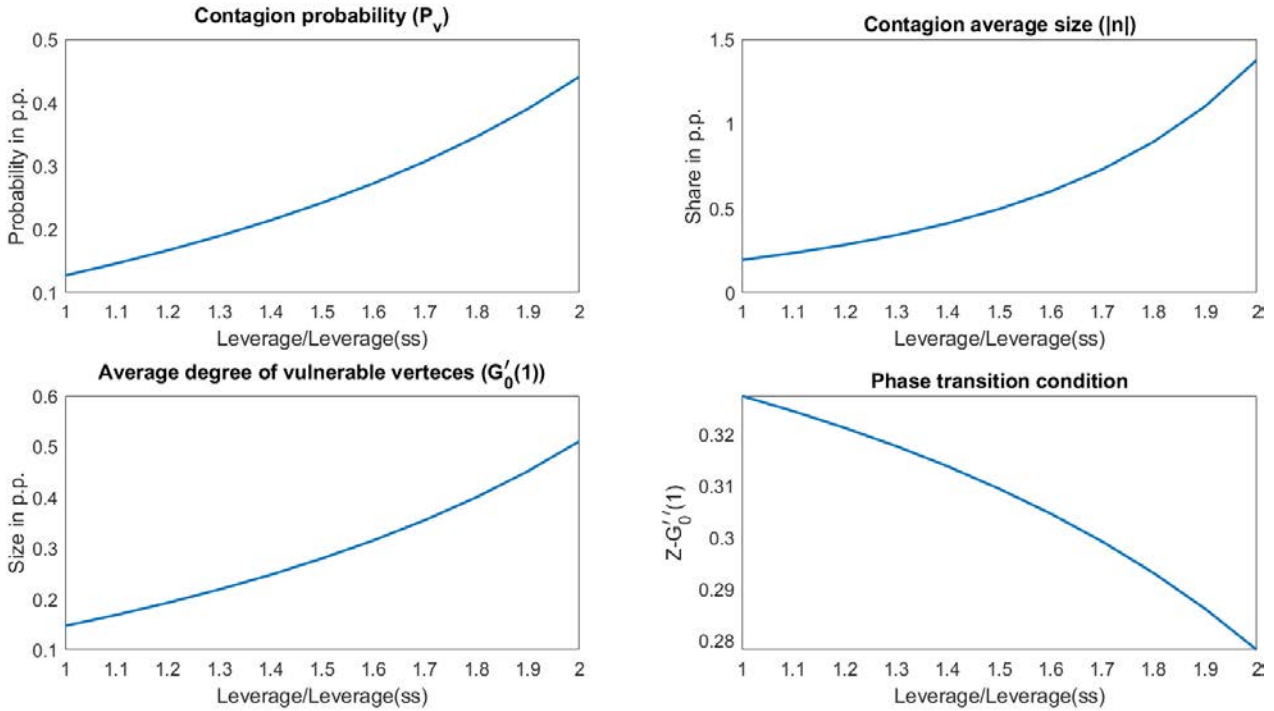 Contagion probability (P_v)
0.5
0.4
0.3
0.2
0.1
Probability in p.p.
1 1.1 1.2 1.3 1.4 1.5 1.6 1.7 1.8 1.9 2
Leverage/Leverage(ss)
Contagion average size (|n|)
1.5
1
0.5
0
Share in p.p.
1 1.1 1.2 1.3 1.4 1.5 1.6 1.7 1.8 1.9 2
Leverage/Leverage(ss)
Average degree of vulnerable verteces (G′₀(1))
0.6
0.5
0.4
0.3
0.2
0.1
Size in p.p.
1 1.1 1.2 1.3 1.4 1.5 1.6 1.7 1.8 1.9 2
Leverage/Leverage(ss)
Phase transition condition
0.32
0.31
0.3
0.29
0.28
Z-G′′₀(1)
1 1.1 1.2 1.3 1.4 1.5 1.6 1.7 1.8 1.9 2
Leverage/Leverage(ss)